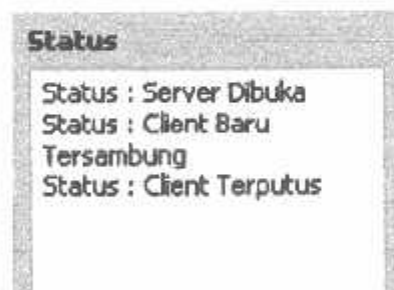 Status
Status : Server Dibuka
Status : Client Baru
Tersambung
Status : Client Terputus